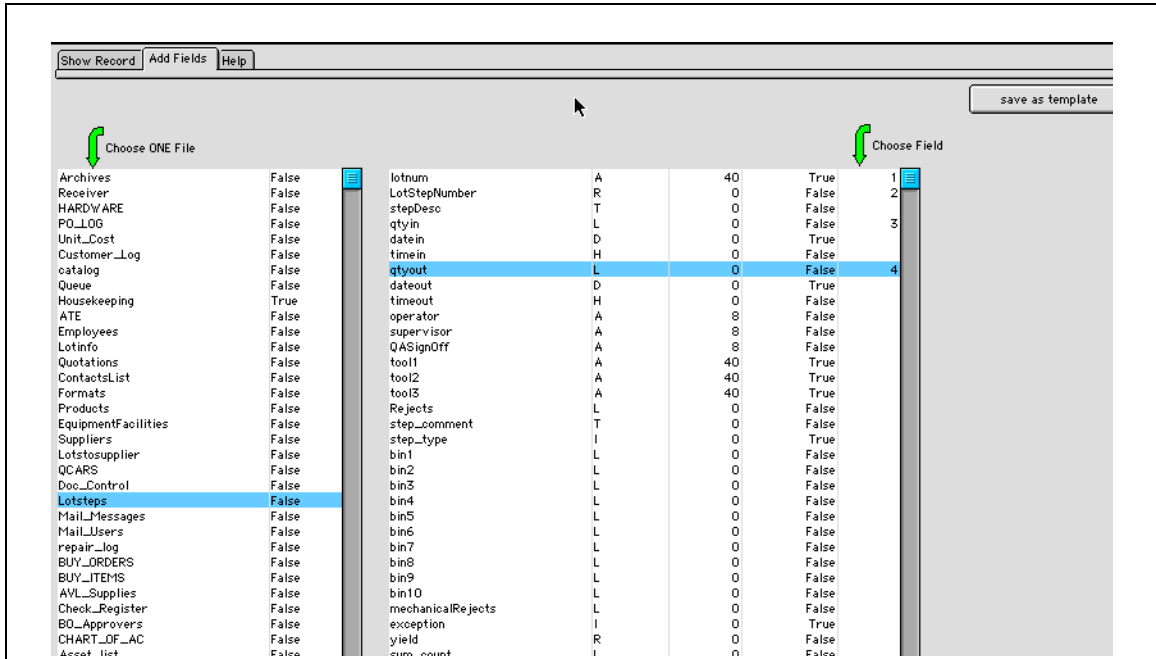 Show Record Add Fields Help
save as template
Choose ONE File
Choose Field
Archives False lotnum A 40 True 1
Receiver False LotStepNumber R 0 False 2
HARDWARE False stepDesc T 0 False
PO_LOG False qtyin L 0 False 3
Unit_Cost False datein D 0 True
Customer_Log False timein H 0 False
catalog False qtyout L 0 False 4
Queue False dateout D 0 True
Housekeeping True timeout H 0 False
ATE False operator A 8 False
Employees False supervisor A 8 False
Lotinfo False QASignOff A 8 False
Quotations False tool1 A 40 True
ContactsList False tool2 A 40 True
Formats False tool3 A 40 True
Products False Rejects L 0 False
EquipmentFacilities False step_comment T 0 False
Suppliers False step_type I 0 True
Lotstosupplier False bin1 L 0 False
QCARS False bin2 L 0 False
Doc_Control False bin3 L 0 False
Lotsteps False bin4 L 0 False
Mail_Messages False bin5 L 0 False
Mail_Users False bin6 L 0 False
repair_log False bin7 L 0 False
BUY_ORDERS False bin8 L 0 False
BUY_ITEMS False bin9 L 0 False
AVL_Supplies False bin10 L 0 False
Check_Register False mechanicalRejects L 0 False
BO_Approvers False exception I 0 True
CHART_OF_AC False yield R 0 False
Asset_list False sum_count L 0 False